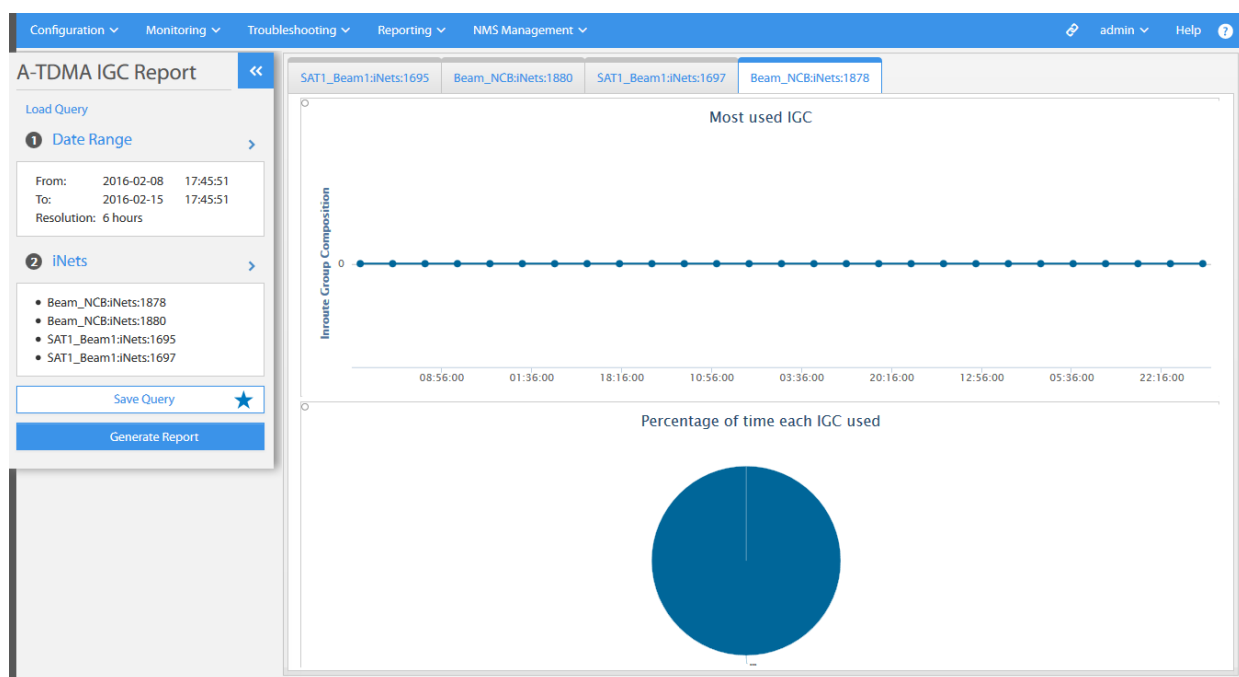 Configuration Monitoring Troubleshooting Reporting NMS Management admin Help ?
A-TDMA IGC Report «
Load Query
1 Date Range >
From: 2016-02-08 17:45:51
To: 2016-02-15 17:45:51
Resolution: 6 hours
2 iNets >
• Beam_NCB:iNets:1878
• Beam_NCB:iNets:1880
• SAT1_Beam1:iNets:1695
• SAT1_Beam1:iNets:1697
Save Query
Generate Report
SAT1_Beam1:iNets:1695 Beam_NCB:iNets:1880 SAT1_Beam1:iNets:1697 Beam_NCB:iNets:1878
Most used IGC
Inroute Group Composition
0
08:56:00 01:36:00 18:16:00 10:56:00 03:36:00 20:16:00 12:56:00 05:36:00 22:16:00
Percentage of time each IGC used